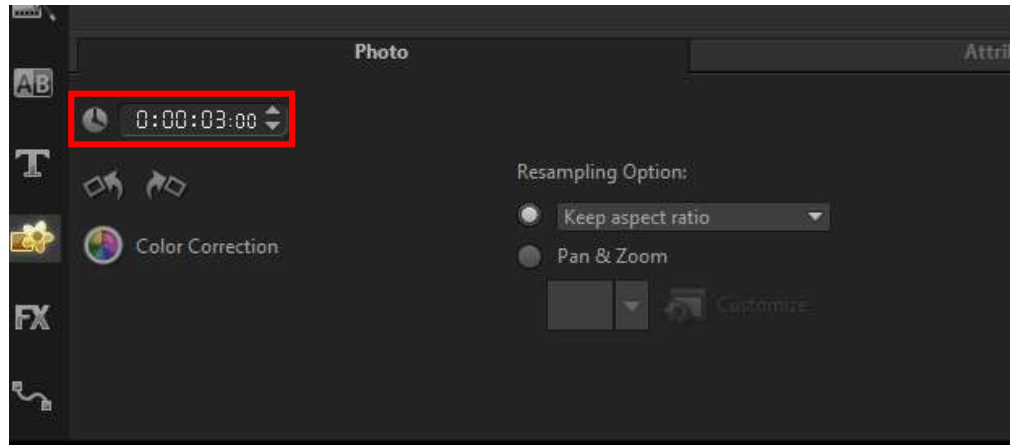 Photo
Attri
AB
0:00:03:00
T
Resampling Option:
Keep aspect ratio
Color Correction
Pan & Zoom
Customize
FX